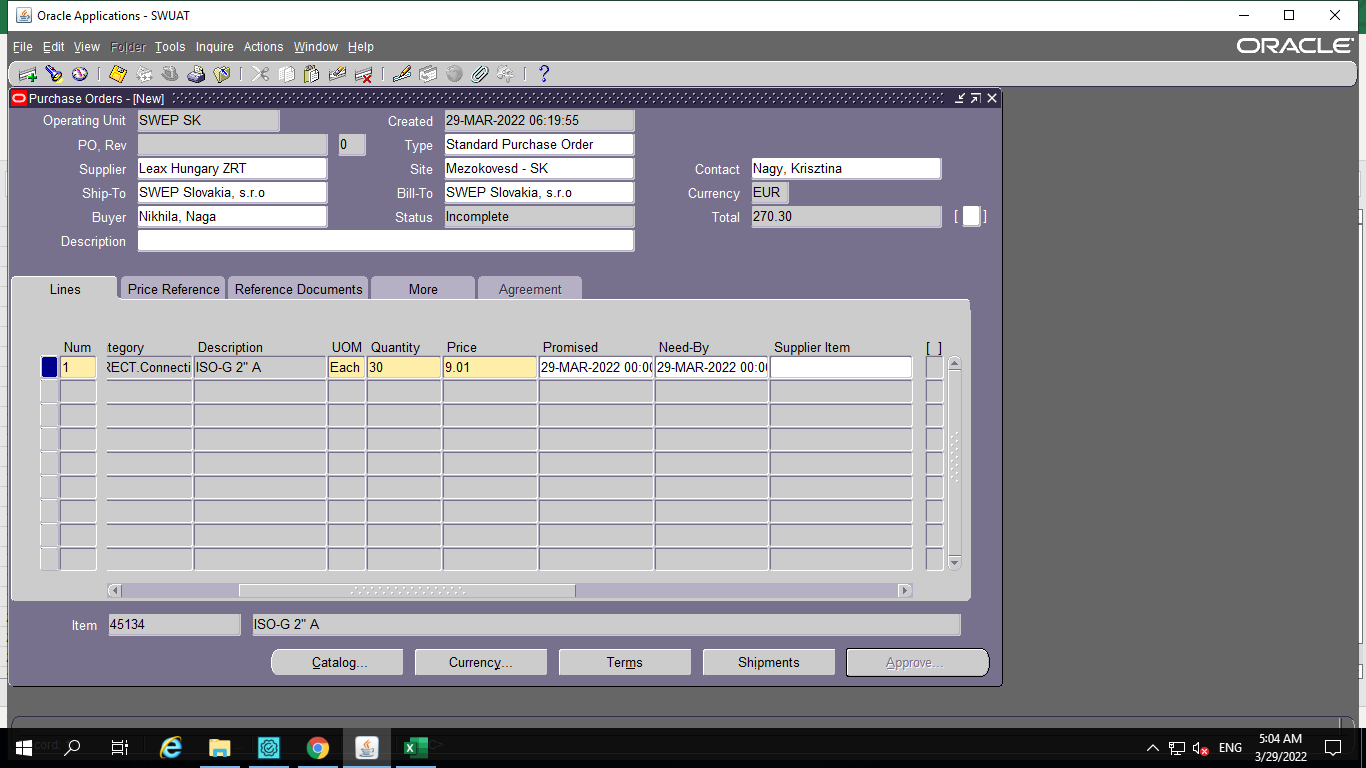 Oracle Applications - SWUAT
File Edit View Folder Tools Inquire Actions Window Help
ORACLE
Purchase Orders - [New]
Operating Unit SWEP SK Created 29-MAR-2022 06:19:55
PO, Rev 0 Type Standard Purchase Order
Supplier Leax Hungary ZRT Site Mezokovesd - SK Contact Nagy, Krisztina
Ship-To SWEP Slovakia, s.r.o Bill-To SWEP Slovakia, s.r.o Currency EUR
Buyer Nikhila, Naga Status Incomplete Total 270.30 [ ]
Description
Lines Price Reference Reference Documents More Agreement
Num tegory Description UOM Quantity Price Promised Need-By Supplier Item [ ]
1 RECT.Connecti ISO-G 2" A Each 30 9.01 29-MAR-2022 00:00 29-MAR-2022 00:00
Item 45134 ISO-G 2" A
Catalog... Currency... Terms Shipments Approve...
ENG
5:04 AM
3/29/2022